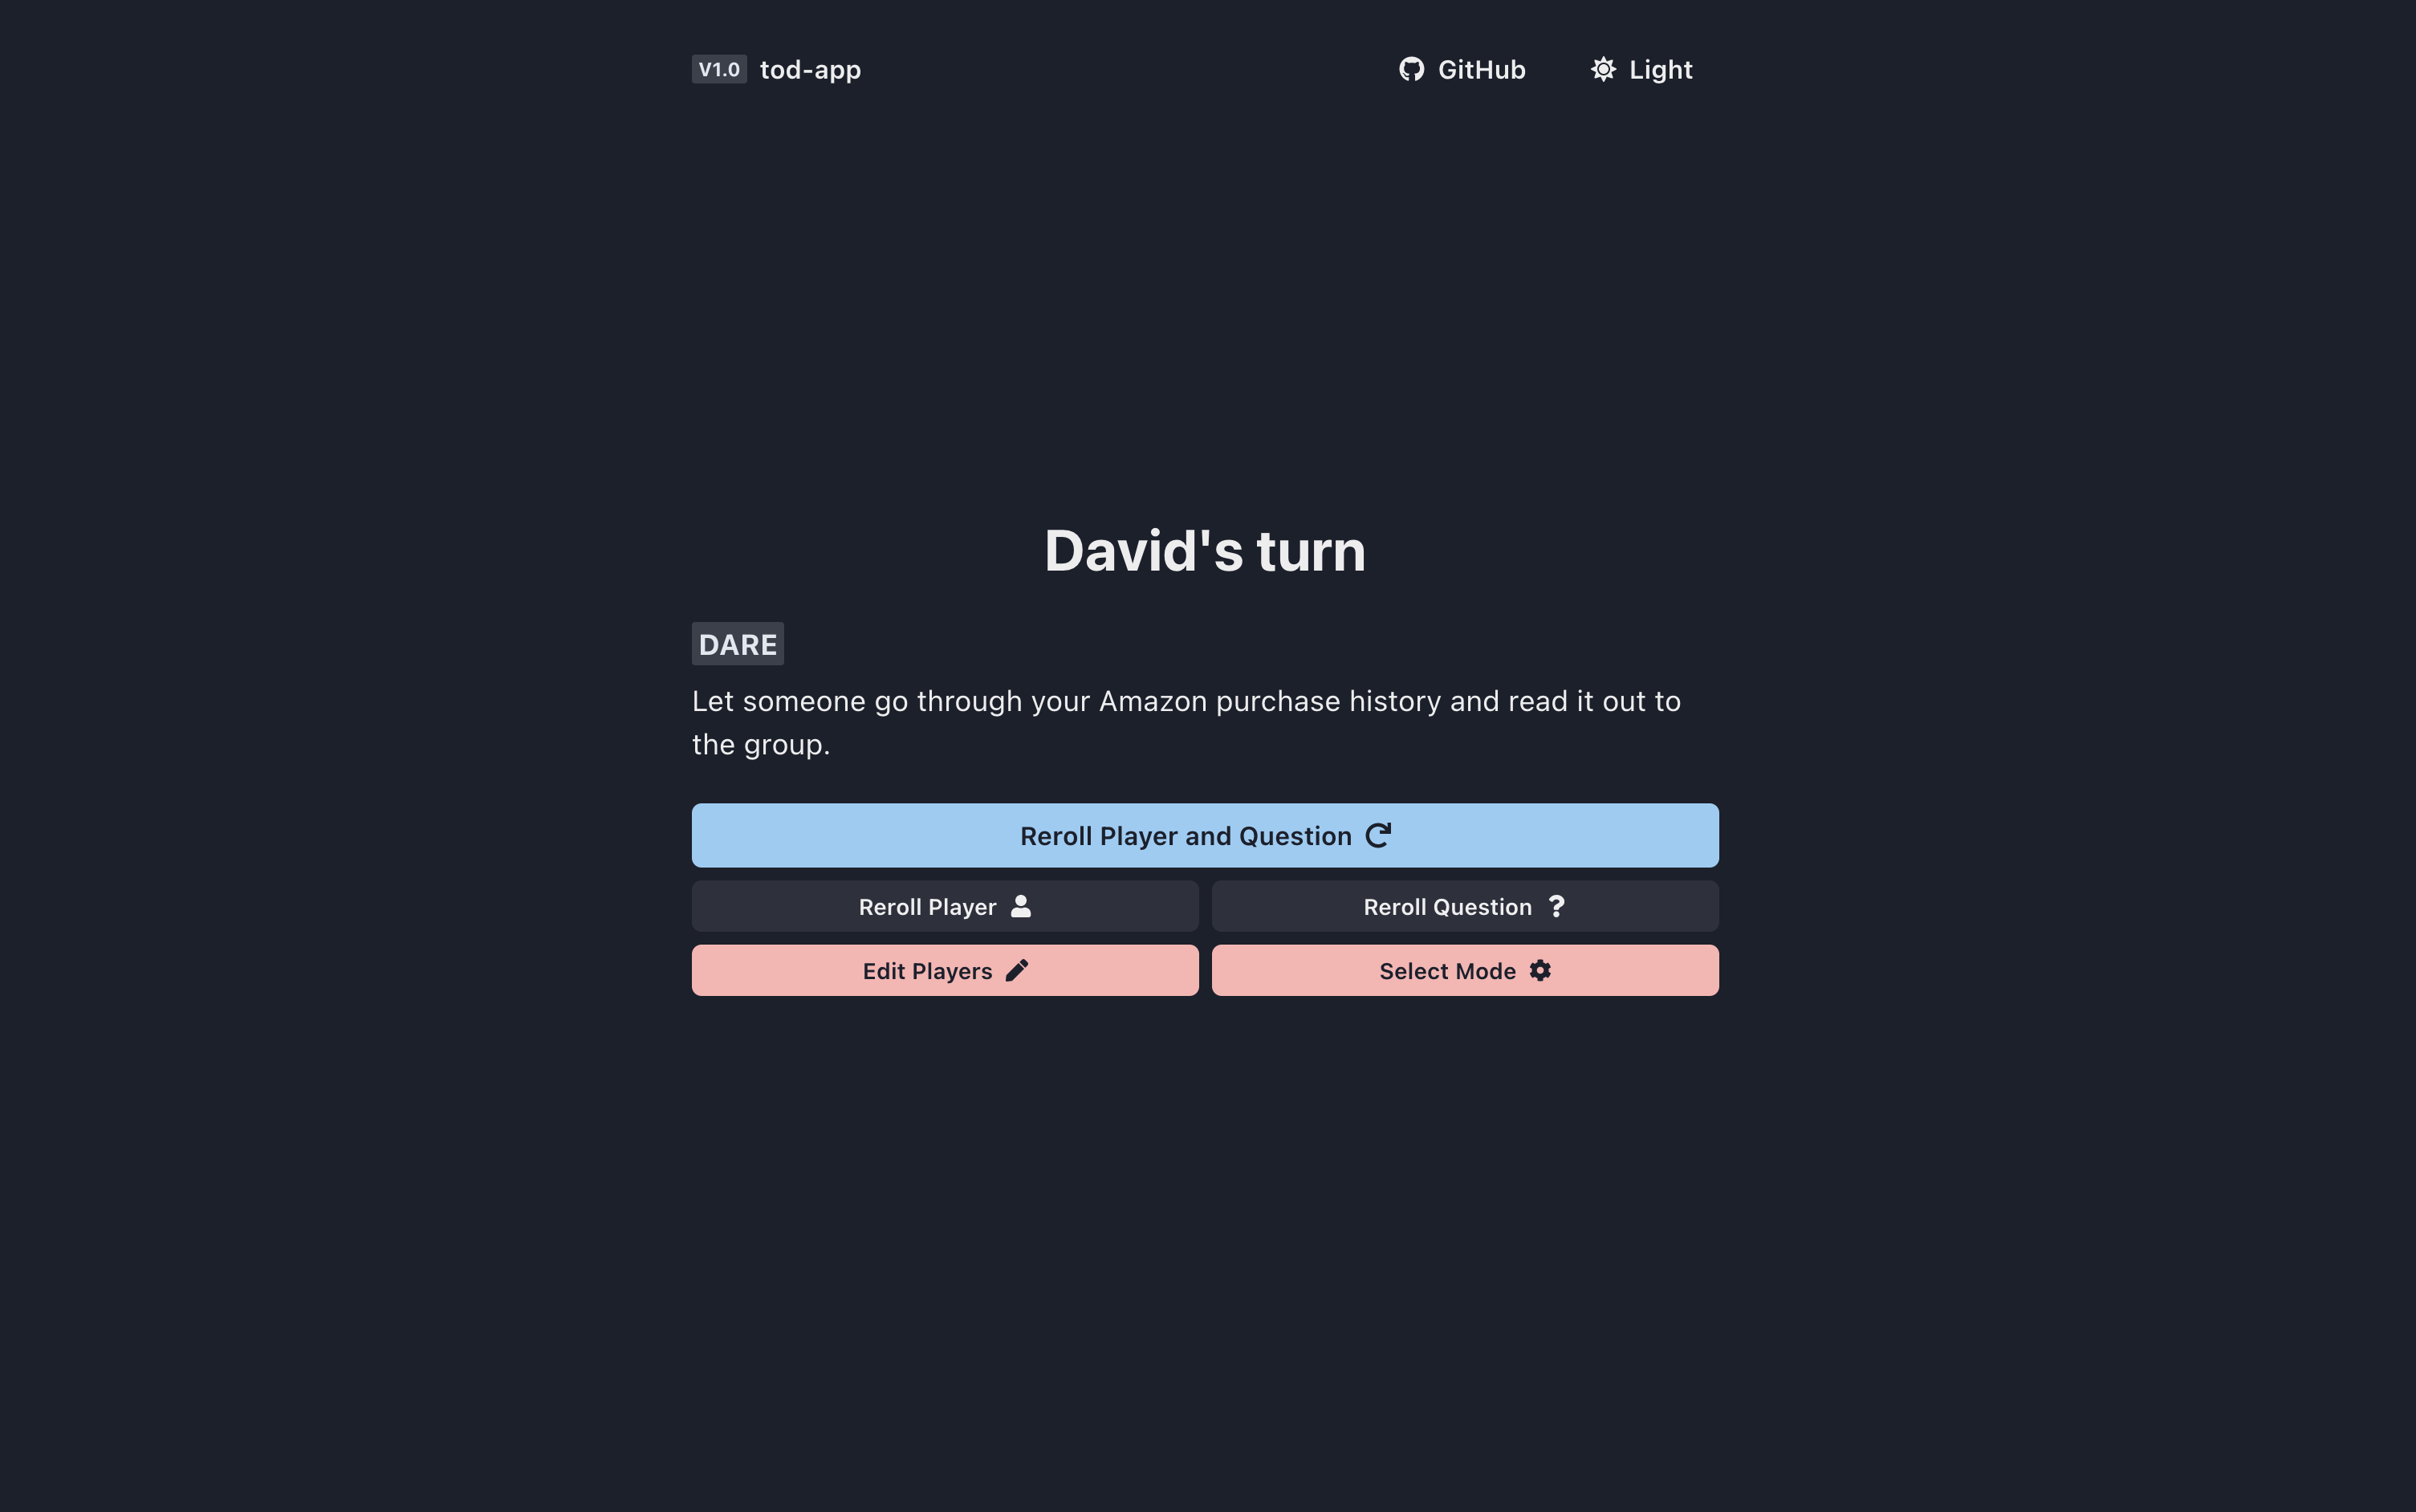 V1.0 tod-app GitHub Light
David's turn
DARE
Let someone go through your Amazon purchase history and read it out to
the group.
Reroll Player and Question
Reroll Player Reroll Question
Edit Players Select Mode